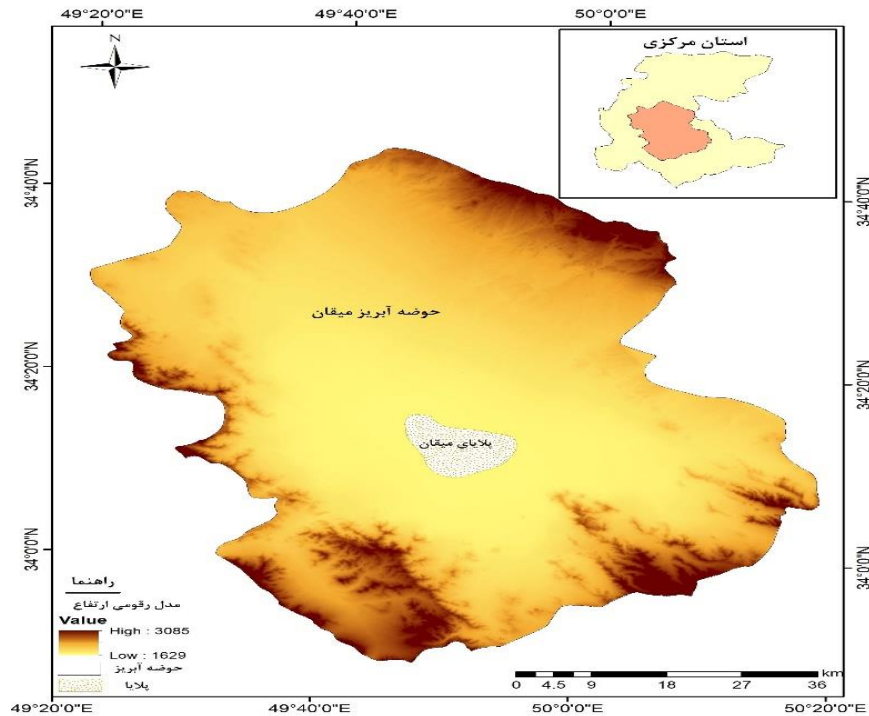 49°20'0"E 49°40'0"E 50°0'0"E
N
استان مرکزی
34°40'0"N 34°40'0"N
حوضه آبریز میقان
34°20'0"N 34°20'0"N
پلایای میقان
34°0'0"N 34°0'0"N
راهنما
مدل رقومی ارتفاع
Value
High : 3085
Low : 1629
حوضه آبریز
پلایا
km
0 4.5 9 18 27 36
49°20'0"E 49°40'0"E 50°0'0"E 50°20'0"E